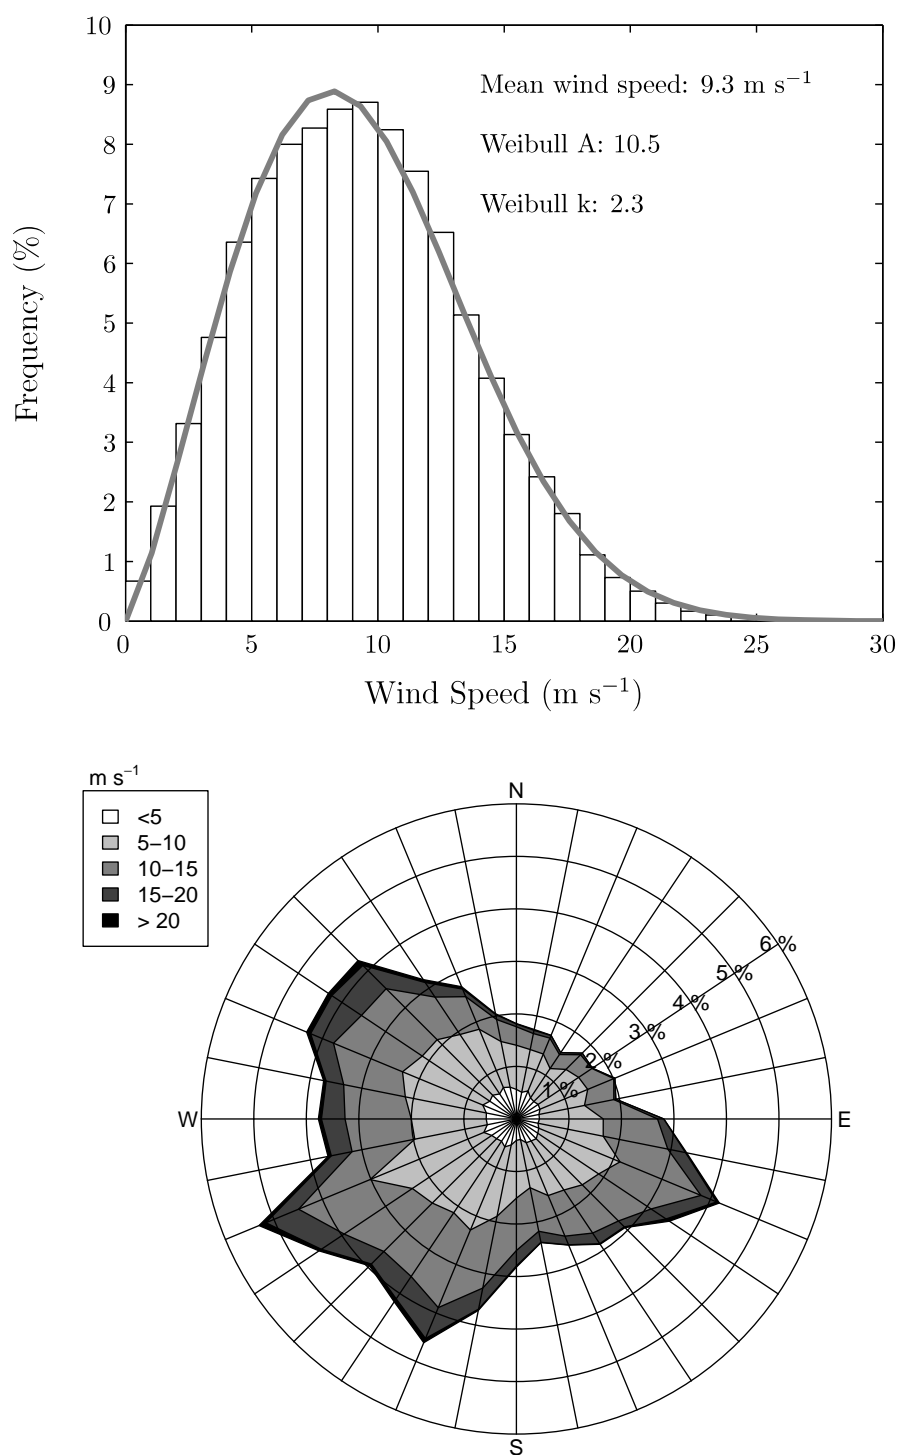 10
9
8
7
6
5
4
3
2
1
0
Frequency (%)
Mean wind speed: 9.3 m s⁻¹
Weibull A: 10.5
Weibull k: 2.3
0 5 10 15 20 25 30
Wind Speed (m s⁻¹)
m s⁻¹
<5
5−10
10−15
15−20
> 20
N
6 %
5 %
4 %
3 %
2 %
1 %
W
E
S